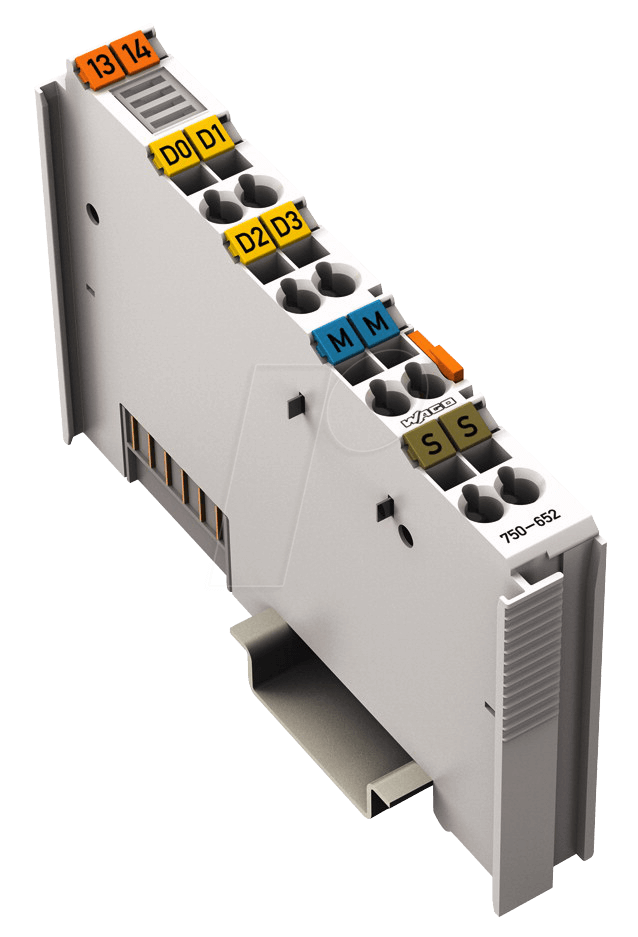 13 14
D0 D1
D2 D3
M M
WAGO
S S
750-652